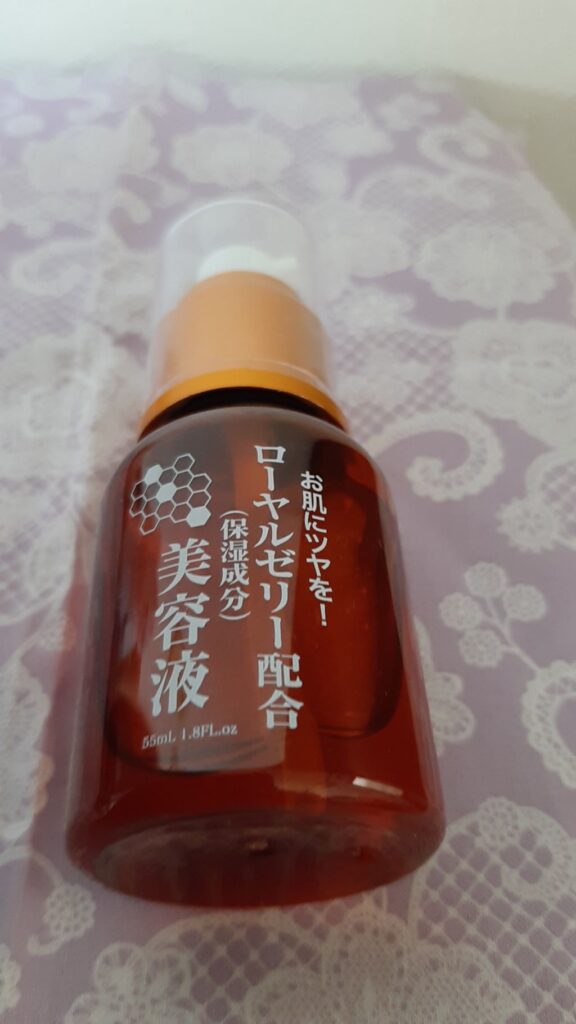 お肌にツヤを！
ローヤルゼリー配合
（保湿成分）
美容液
55mL 1.8FL.oz